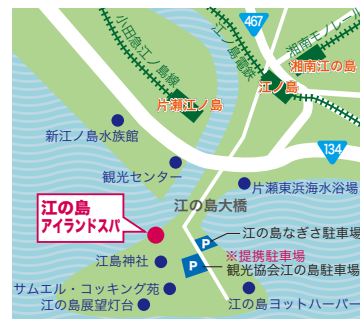 467
小田急江ノ島線
江ノ島電鉄
湘南モノレール
湘南江の島
片瀬江ノ島
江ノ島
新江ノ島水族館
134
観光センター
片瀬東浜海水浴場
江の島
アイランドスパ
江の島大橋
P
江の島なぎさ駐車場
※提携駐車場
P
観光協会江の島駐車場
江島神社
サムエル・コッキング苑
江の島ヨットハーバー
江の島展望灯台